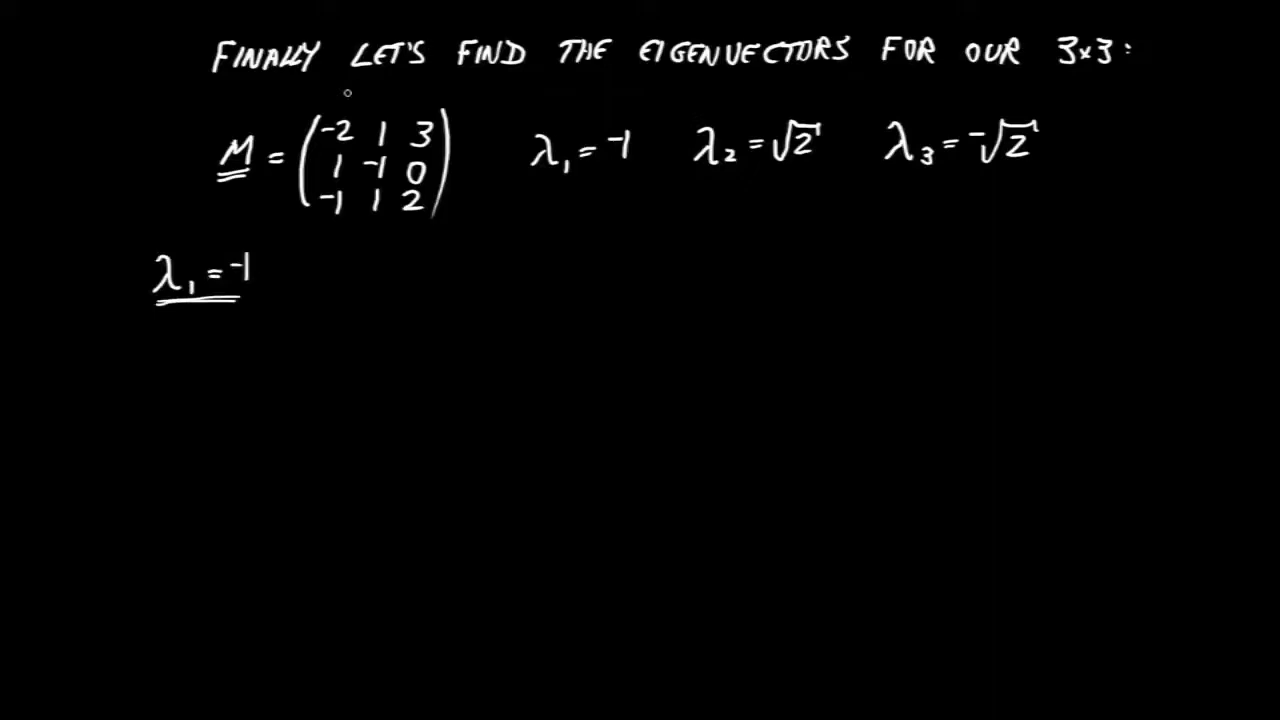 FINALLY LET'S FIND THE EIGENVECTORS FOR OUR 3×3:
M = (-2 1 3 λ₁ = -1 λ₂ = √2 λ₃ = -√2
1 -1 0
-1 1 2)
λ₁ = -1